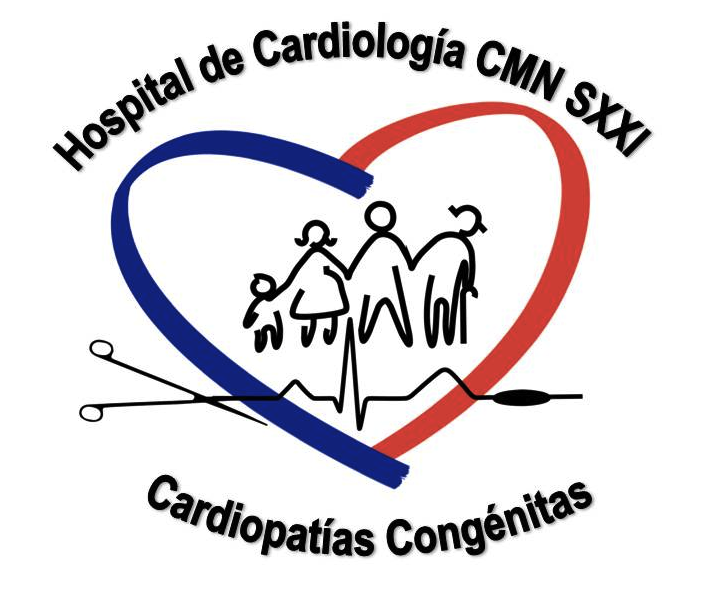 Hospital de Cardiología CMN SXXI
Cardiopatías Congénitas